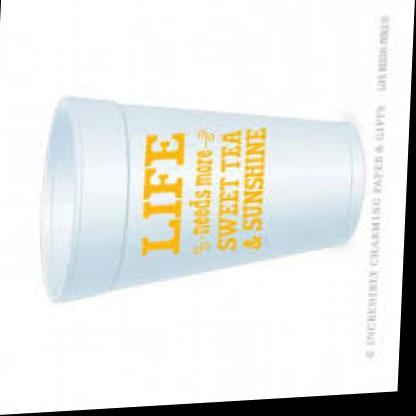 LIFE
needs more
SWEET TEA
& SUNSHINE
© INCREDIBLY CHARMING PAPER & GIFTS